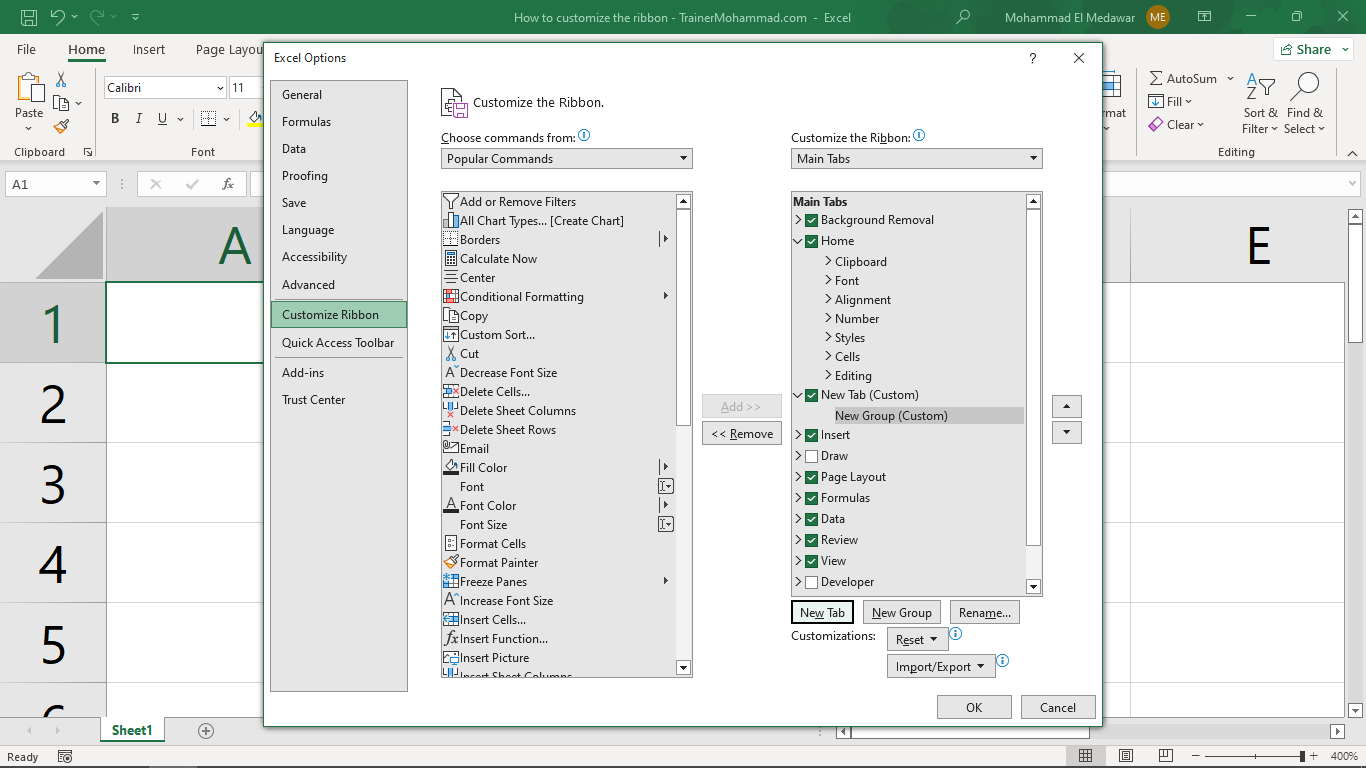 How to customize the ribbon - TrainerMohammad.com - Excel
Mohammad El Medawar
ME
File
Home
Insert
Page Layou
Share
Calibri
11
Paste
B I U
Clipboard
Font
rmat
AutoSum
Fill
Clear
Sort &
Filter
Find &
Select
Editing
A1
fx
A
E
1
2
3
4
5
6
Excel Options
?
General
Formulas
Data
Proofing
Save
Language
Accessibility
Advanced
Customize Ribbon
Quick Access Toolbar
Add-ins
Trust Center
Customize the Ribbon.
Choose commands from:
Popular Commands
Add or Remove Filters
All Chart Types... [Create Chart]
Borders
Calculate Now
Center
Conditional Formatting
Copy
Custom Sort...
Cut
Decrease Font Size
Delete Cells...
Delete Sheet Columns
Delete Sheet Rows
Email
Fill Color
Font
Font Color
Font Size
Format Cells
Format Painter
Freeze Panes
Increase Font Size
Insert Cells...
Insert Function...
Insert Picture
Insert Sheet Columns
Add >>
<< Remove
Customize the Ribbon:
Main Tabs
Main Tabs
Background Removal
Home
Clipboard
Font
Alignment
Number
Styles
Cells
Editing
New Tab (Custom)
New Group (Custom)
Insert
Draw
Page Layout
Formulas
Data
Review
View
Developer
New Tab
New Group
Rename...
Customizations:
Reset
Import/Export
OK
Cancel
Sheet1
Ready
400%